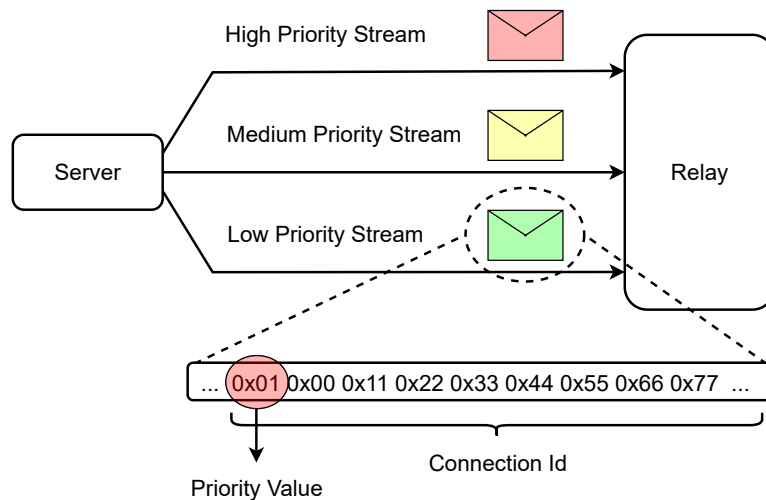 High Priority Stream
Medium Priority Stream
Server
Relay
Low Priority Stream
... 0x01 0x00 0x11 0x22 0x33 0x44 0x55 0x66 0x77 ...
Connection Id
Priority Value